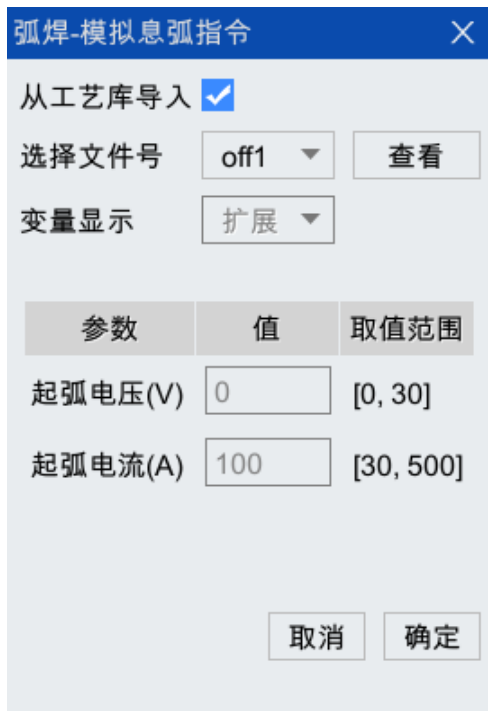 弧焊-模拟息弧指令
从工艺库导入
选择文件号 off1 查看
变量显示 扩展
参数 值 取值范围
起弧电压(V) 0 [0, 30]
起弧电流(A) 100 [30, 500]
取消 确定